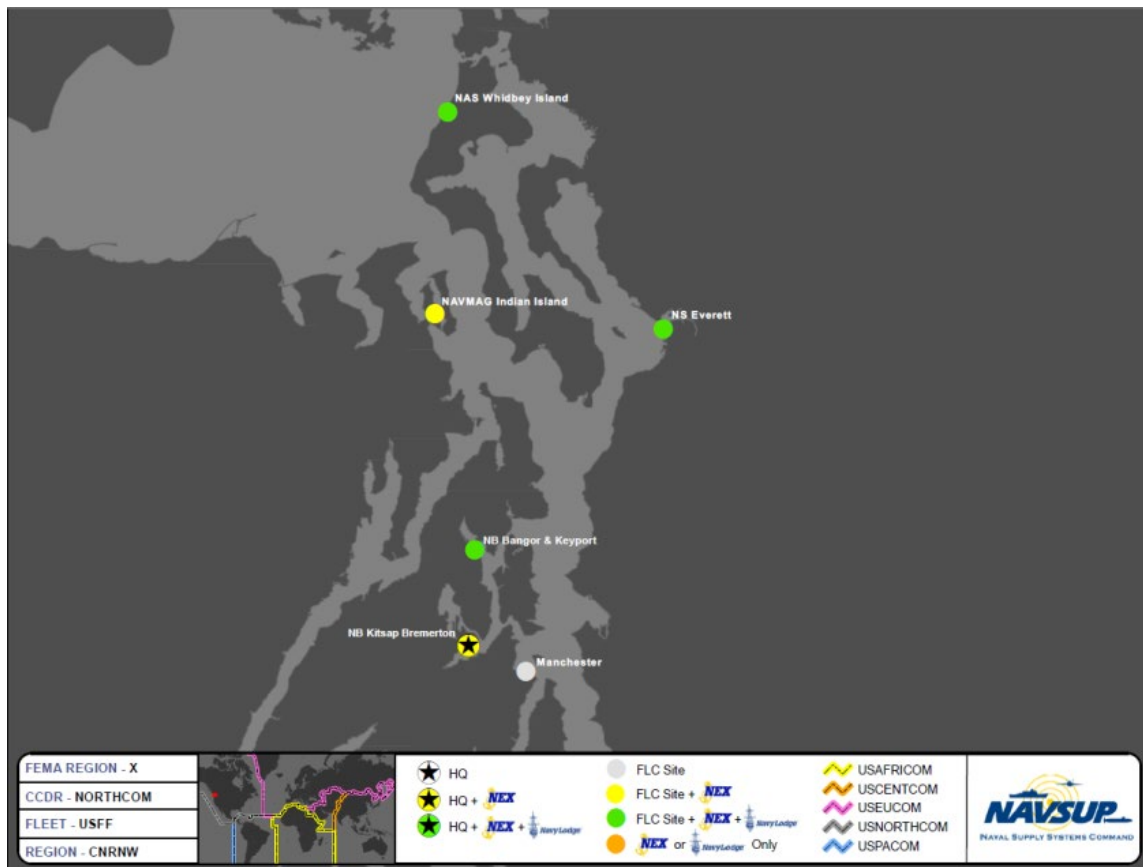 NAS Whidbey Island
NAVMAG Indian Island
NS Everett
NB Bangor & Keyport
NB Kitsap Bremerton
Manchester
FEMA REGION - X
CCDR - NORTHCOM
FLEET - USFF
REGION - CNRNW
HQ
HQ + NEX
HQ + NEX + Navy Lodge
FLC Site
FLC Site + NEX
FLC Site + NEX + Navy Lodge
NEX or Navy Lodge Only
USAFRICOM
USCENTCOM
USEUCOM
USNORTHCOM
USPACOM
NAVSUP
NAVAL SUPPLY SYSTEMS COMMAND